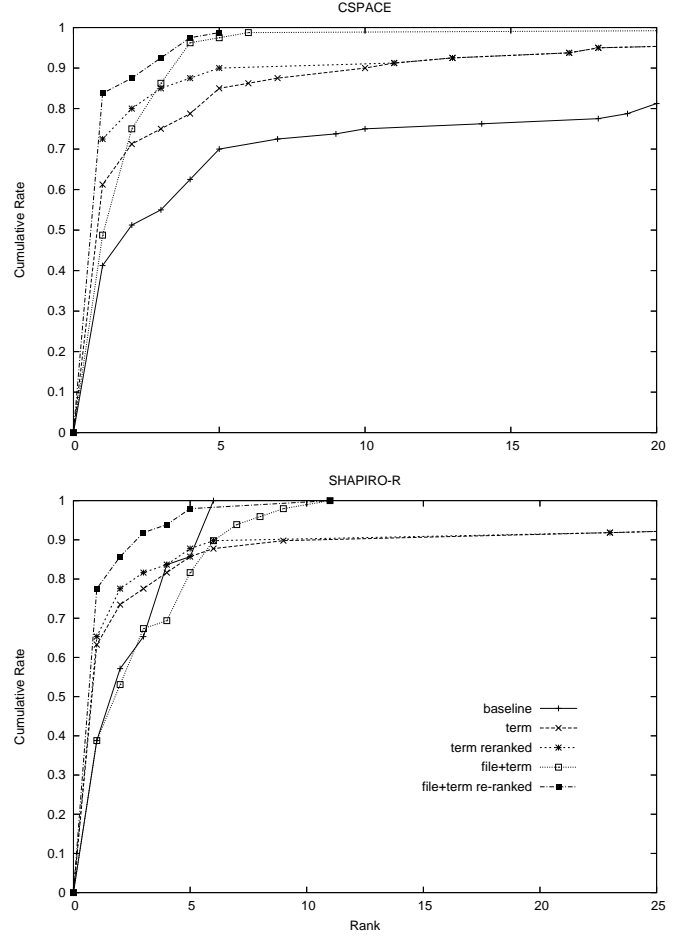 CSPACE
1
0.9
0.8
0.7
0.6
0.5
0.4
0.3
0.2
0.1
0
Cumulative Rate
0 5 10 15 20
SHAPIRO-R
1
0.9
0.8
0.7
0.6
0.5
0.4
0.3
0.2
0.1
0
Cumulative Rate
baseline
term
term reranked
file+term
file+term re-ranked
0 5 10 15 20 25
Rank